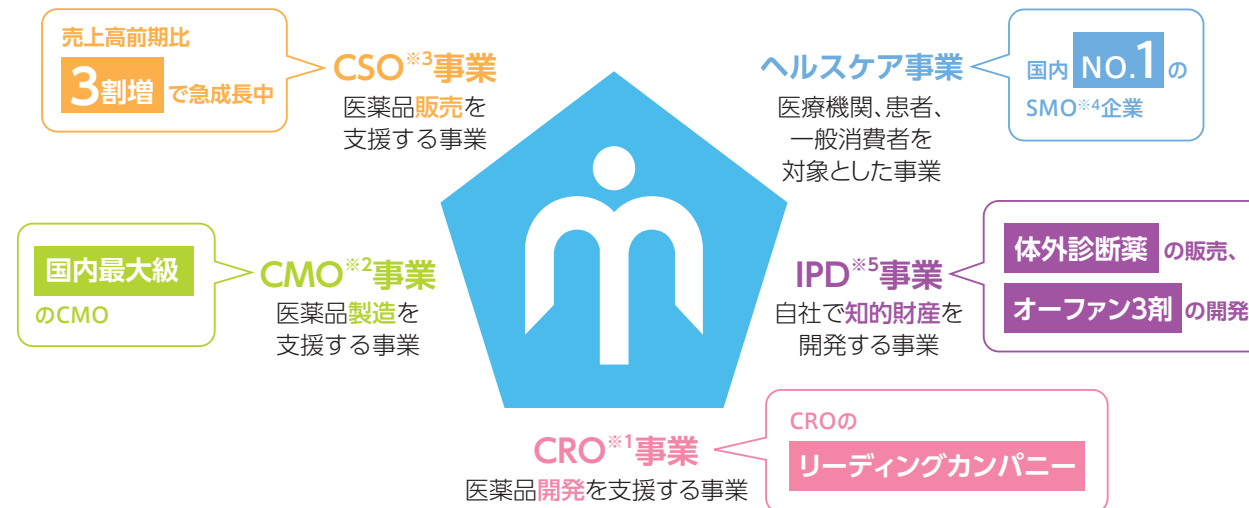 売上高前期比
3割増 で急成長中
CSO※3事業
医薬品販売を
支援する事業
ヘルスケア事業
医療機関、患者、
一般消費者を
対象とした事業
国内 NO.1 の
SMO※4企業
国内最大級
のCMO
CMO※2事業
医薬品製造を
支援する事業
IPD※5事業
自社で知的財産を
開発する事業
体外診断薬 の販売、
オーファン3剤 の開発
CRO※1事業
医薬品開発を支援する事業
CROの
リーディングカンパニー